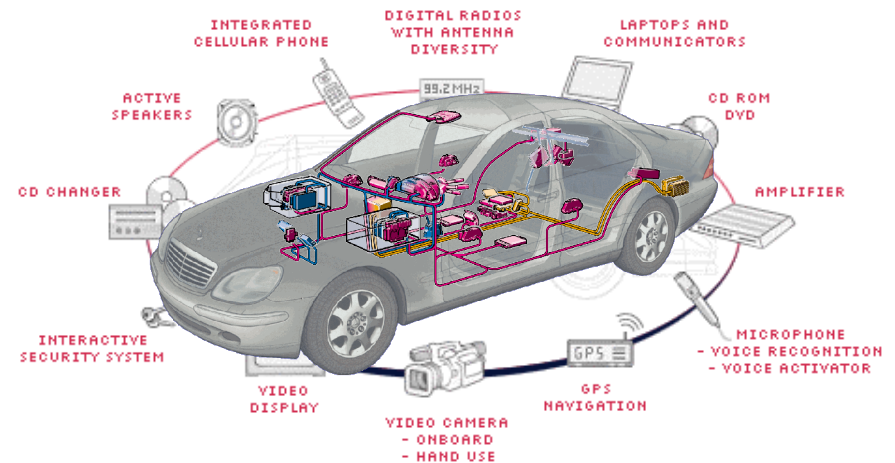 DIGITAL RADIOS
WITH ANTENNA
DIVERSITY
INTEGRATED
CELLULAR PHONE
LAPTOPS AND
COMMUNICATORS
99.2MHz
ACTIVE
SPEAKERS
CD ROM
DVD
CD CHANGER
AMPLIFIER
INTERACTIVE
SECURITY SYSTEM
MICROPHONE
- VOICE RECOGNITION
- VOICE ACTIVATOR
GPS
VIDEO
DISPLAY
GPS
NAVIGATION
VIDEO CAMERA
- ONBOARD
- HAND USE